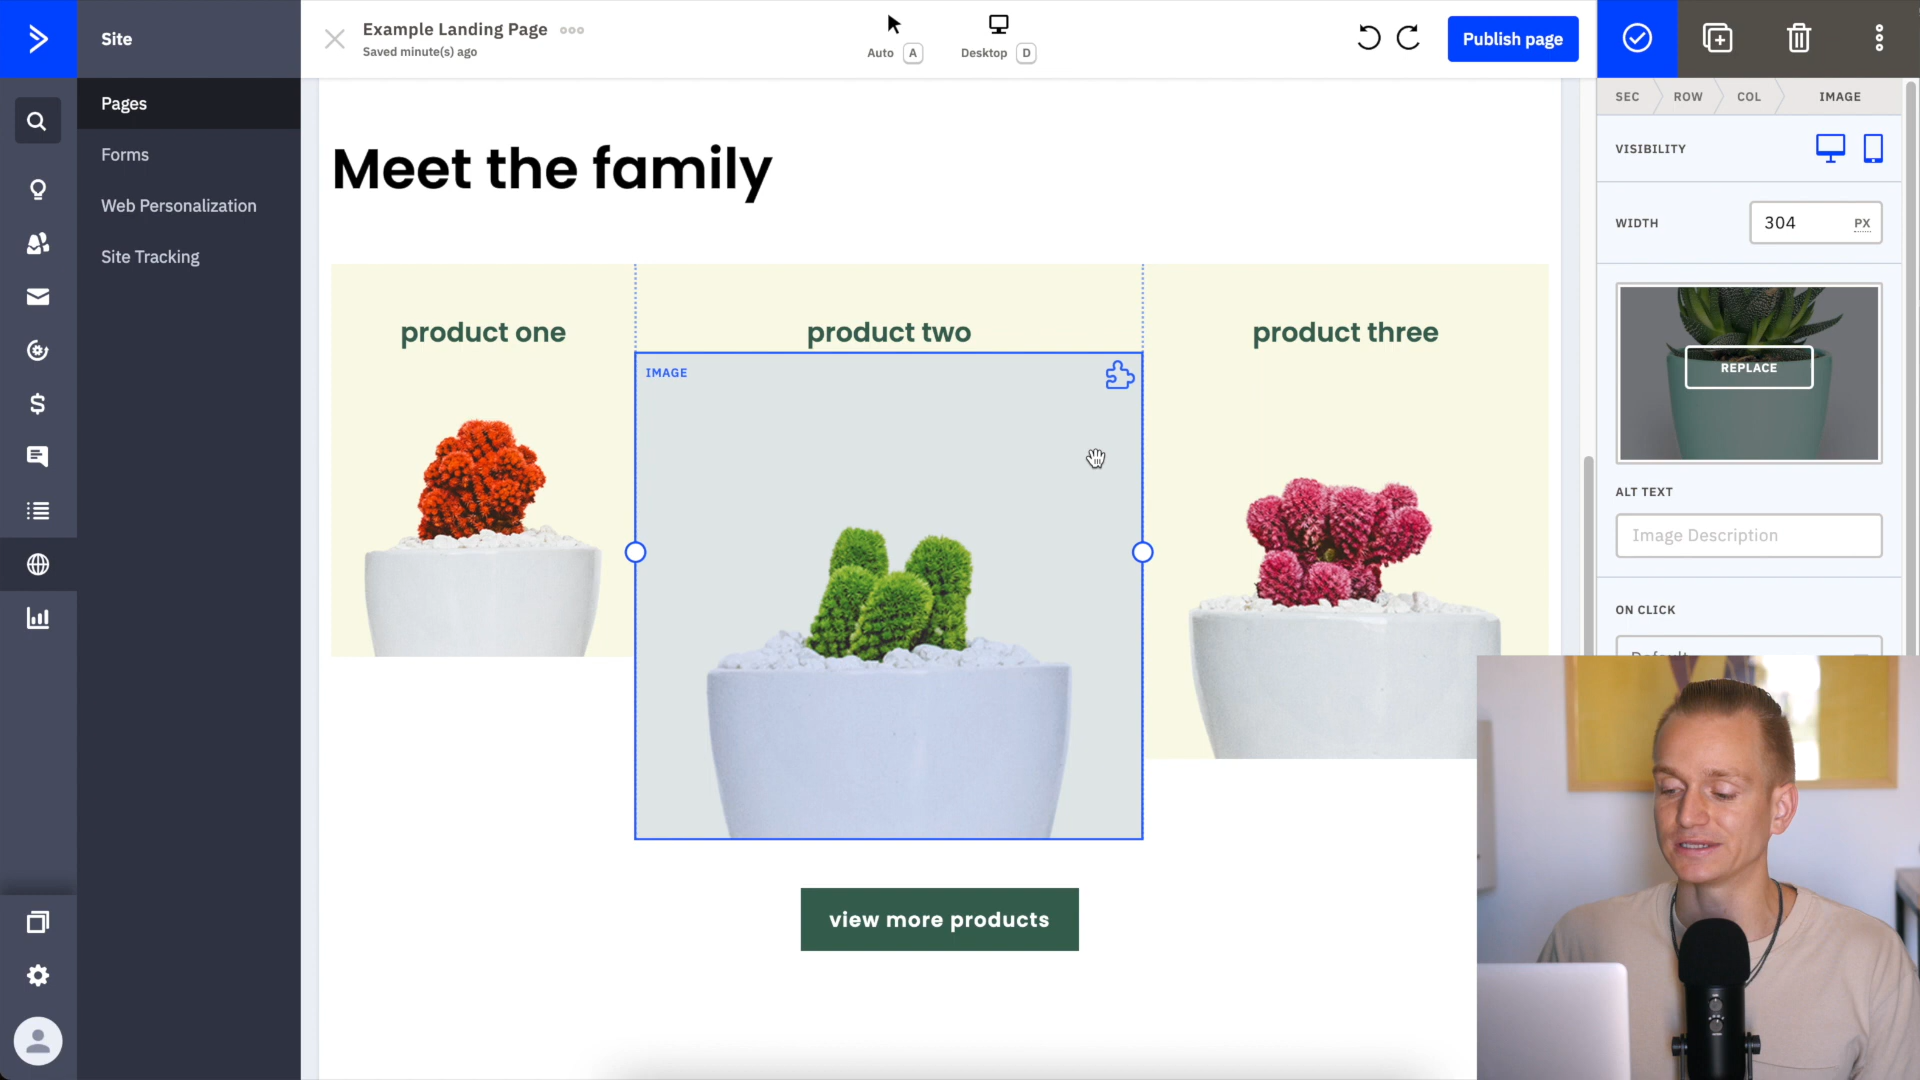 Site
Pages
Forms
Web Personalization
Site Tracking
Example Landing Page
Saved minute(s) ago
Auto A
Desktop D
Publish page
Meet the family
product one
product two
product three
IMAGE
view more products
SEC ROW COL IMAGE
VISIBILITY
WIDTH 304 PX
REPLACE
ALT TEXT
Image Description
ON CLICK